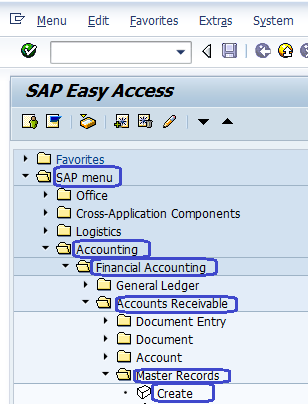 Menu Edit Favorites Extras System
SAP Easy Access
Favorites
SAP menu
Office
Cross-Application Components
Logistics
Accounting
Financial Accounting
General Ledger
Accounts Receivable
Document Entry
Document
Account
Master Records
Create